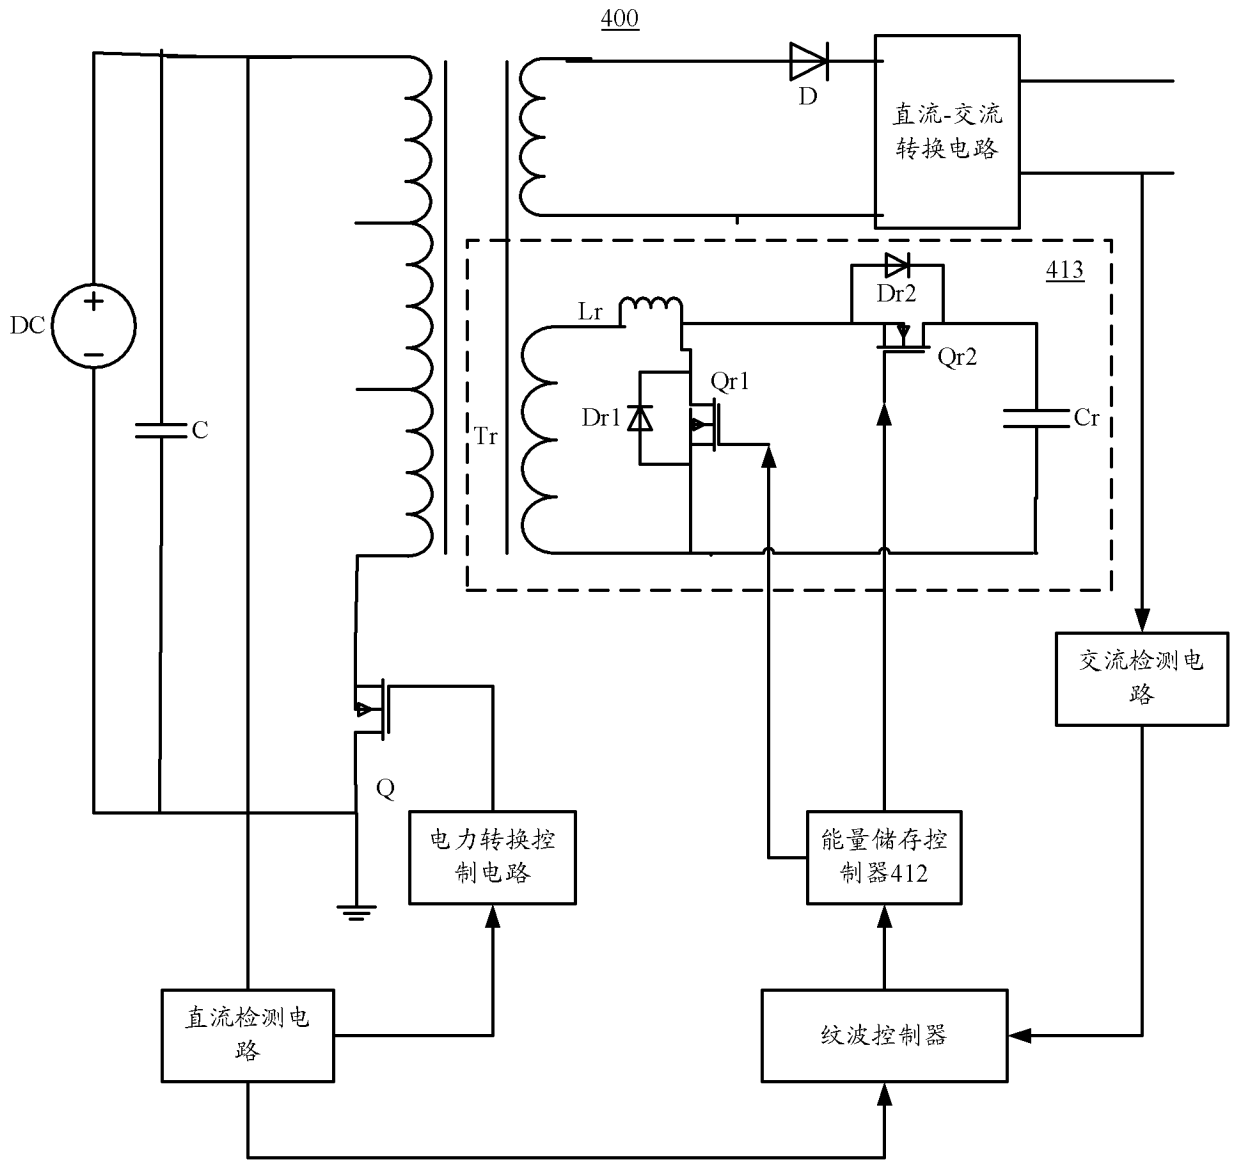 400
D
直流-交流
转换电路
413
Dr2
Lr
DC
+
−
Qr1
Qr2
Dr1
Cr
C
Tr
交流检测电
路
Q
电力转换控
制电路
能量储存控
制器412
直流检测电
路
纹波控制器